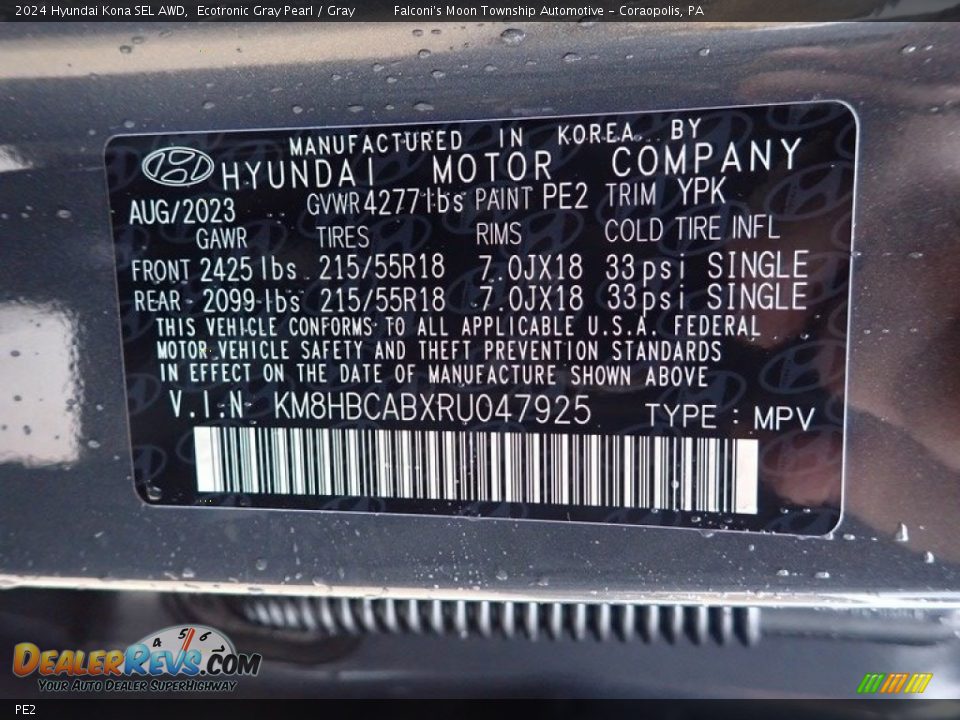 2024 Hyundai Kona SEL AWD, Ecotronic Gray Pearl / Gray Falconi's Moon Township Automotive - Coraopolis, PA
MANUFACTURED IN KOREA BY
HYUNDAI MOTOR COMPANY
AUG/2023 GVWR 4277 lbs PAINT PE2 TRIM YPK
GAWR TIRES RIMS COLD TIRE INFL
FRONT 2425 lbs 215/55R18 7.0JX18 33psi SINGLE
REAR 2099 lbs 215/55R18 7.0JX18 33psi SINGLE
THIS VEHICLE CONFORMS TO ALL APPLICABLE U.S.A. FEDERAL
MOTOR VEHICLE SAFETY AND THEFT PREVENTION STANDARDS
IN EFFECT ON THE DATE OF MANUFACTURE SHOWN ABOVE
V.I.N KM8HBCABXRU047925 TYPE : MPV
4 5 6
DEALERREVS.COM
YOUR AUTO DEALER SUPERHIGHWAY
PE2